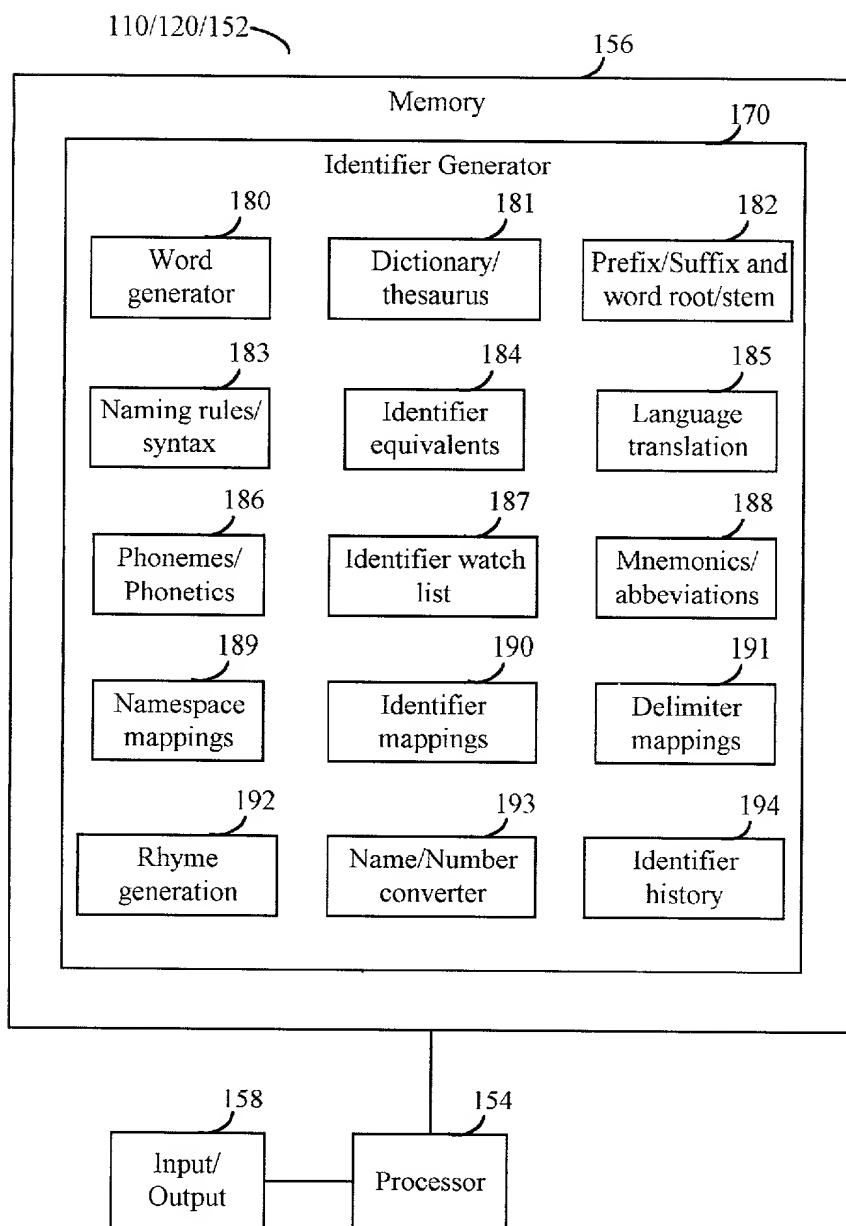 110/120/152
156
Memory
170
Identifier Generator
180
181
182
Word
generator
Dictionary/
thesaurus
Prefix/Suffix and
word root/stem
183
184
185
Naming rules/
syntax
Identifier
equivalents
Language
translation
186
187
188
Phonemes/
Phonetics
Identifier watch
list
Mnemonics/
abbeviations
189
190
191
Namespace
mappings
Identifier
mappings
Delimiter
mappings
192
193
194
Rhyme
generation
Name/Number
converter
Identifier
history
158
154
Input/
Output
Processor